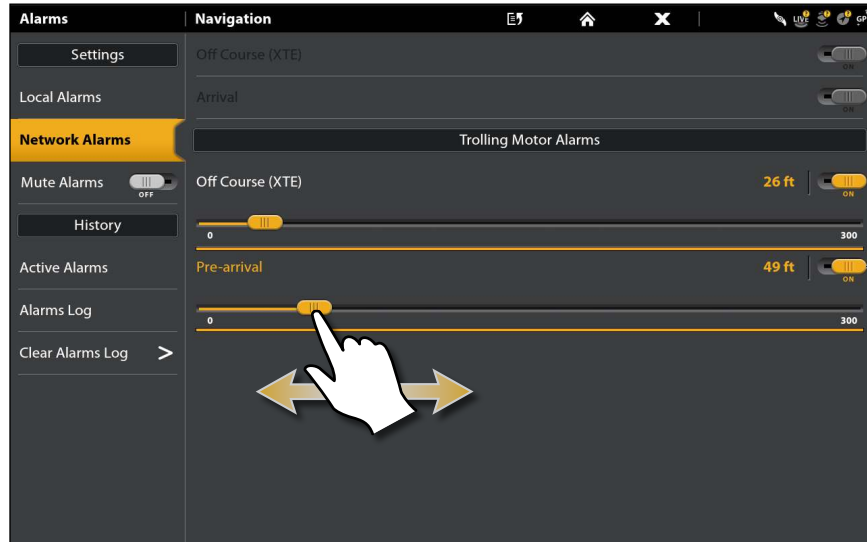 Alarms
Navigation
X
LIVE
GP
Settings
Off Course (XTE)
ON
Local Alarms
Arrival
ON
Network Alarms
Trolling Motor Alarms
Mute Alarms
OFF
Off Course (XTE)
26 ft
ON
History
0
300
Active Alarms
Pre-arrival
49 ft
ON
Alarms Log
0
300
Clear Alarms Log >